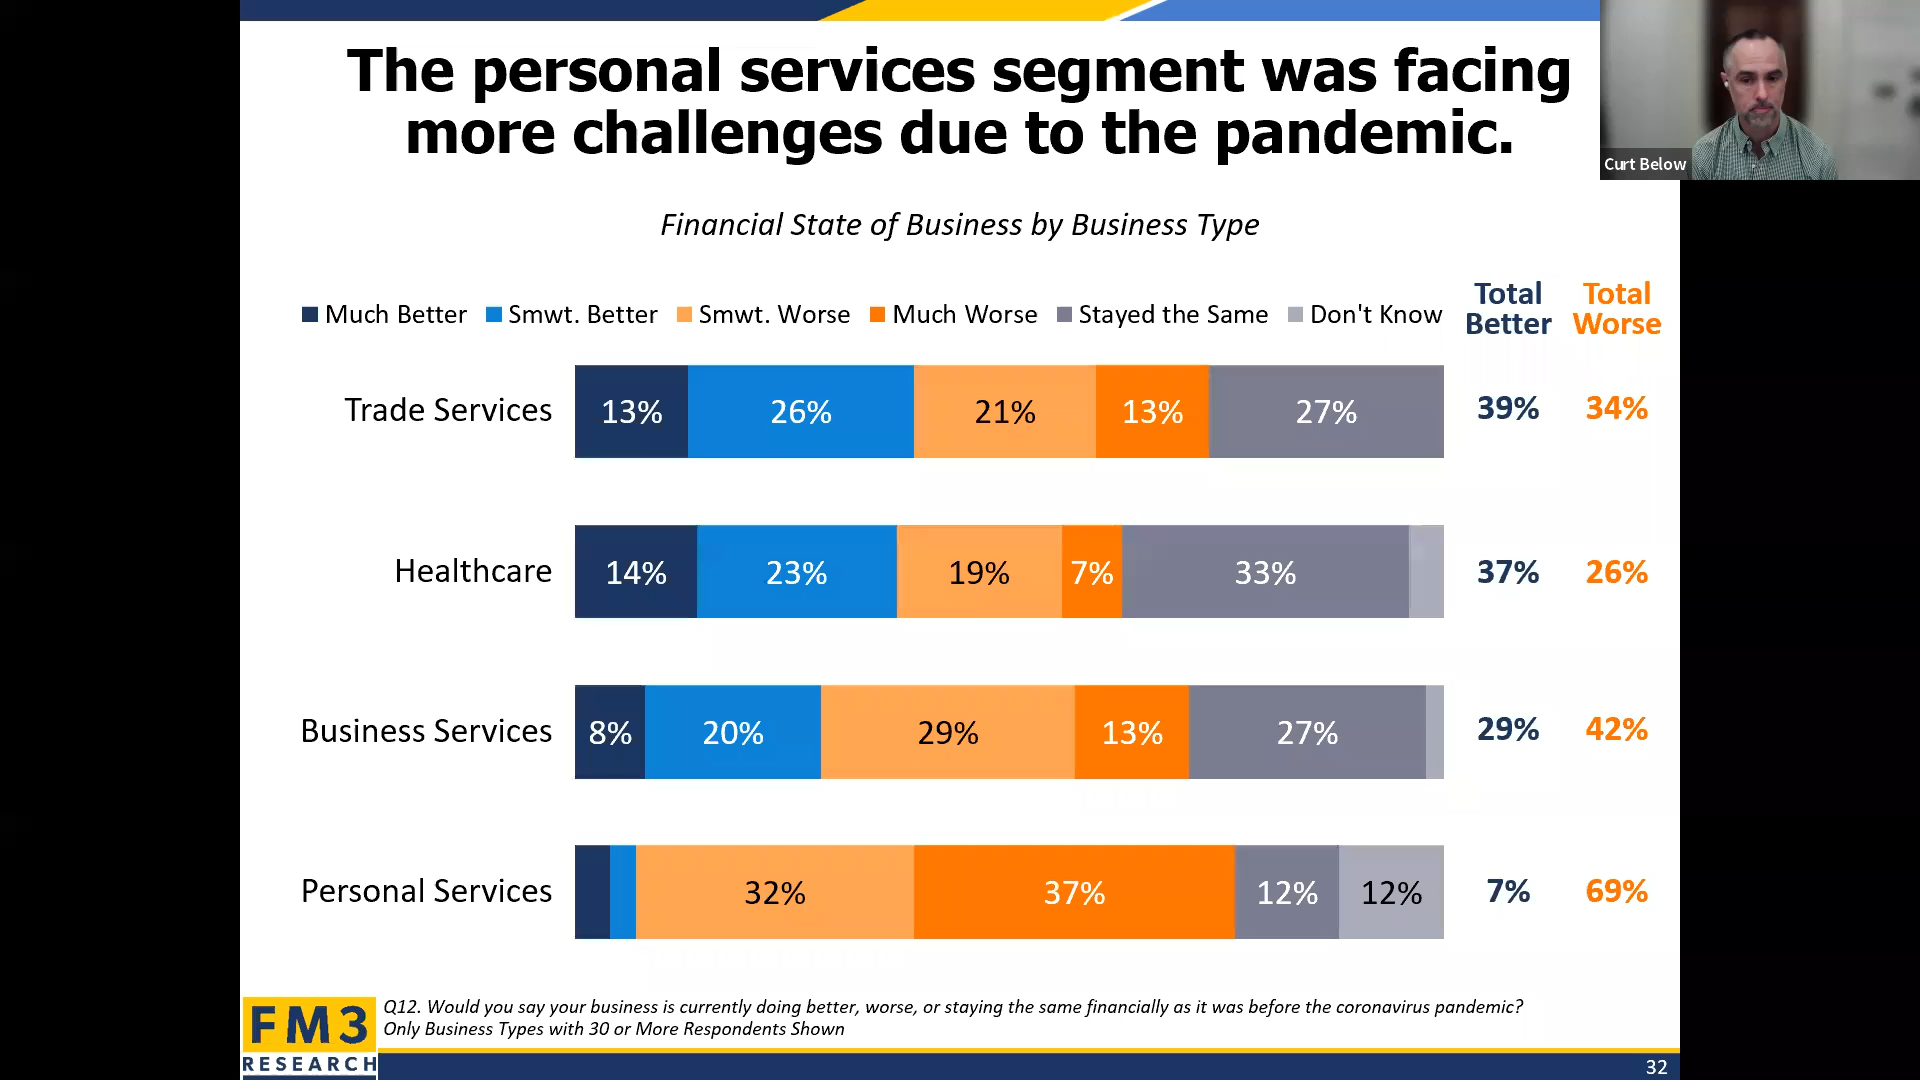 The personal services segment was facing
more challenges due to the pandemic.
Curt Below
Financial State of Business by Business Type
Much Better Smwt. Better Smwt. Worse Much Worse Stayed the Same Don't Know
Total Better
Total Worse
Trade Services 13% 26% 21% 13% 27% 39% 34%
Healthcare 14% 23% 19% 7% 33% 37% 26%
Business Services 8% 20% 29% 13% 27% 29% 42%
Personal Services 32% 37% 12% 12% 7% 69%
Q12. Would you say your business is currently doing better, worse, or staying the same financially as it was before the coronavirus pandemic?
Only Business Types with 30 or More Respondents Shown
FM3
RESEARCH
32